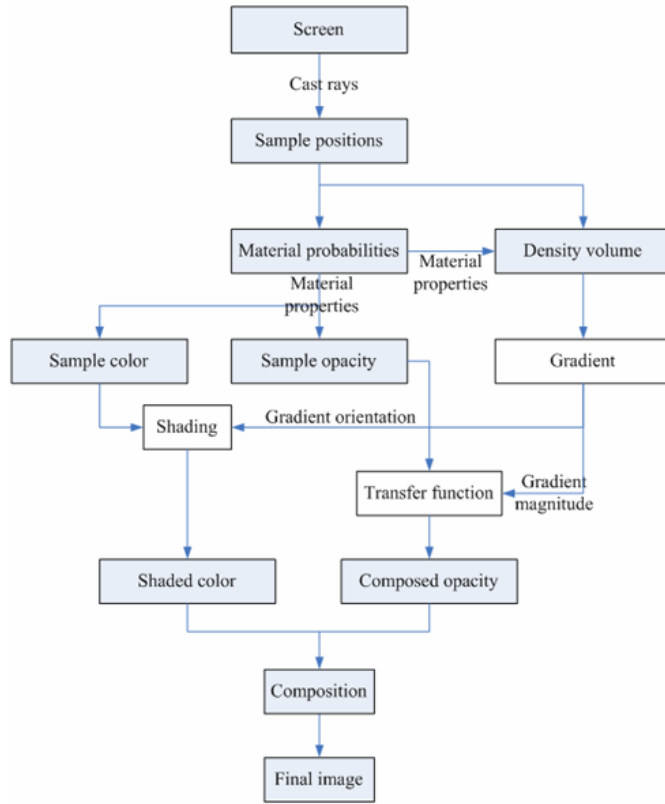 Screen
Cast rays
Sample positions
Material probabilities
Density volume
Material
properties
Material
properties
Sample color
Sample opacity
Gradient
Shading
Gradient orientation
Transfer function
Gradient
magnitude
Shaded color
Composed opacity
Composition
Final image